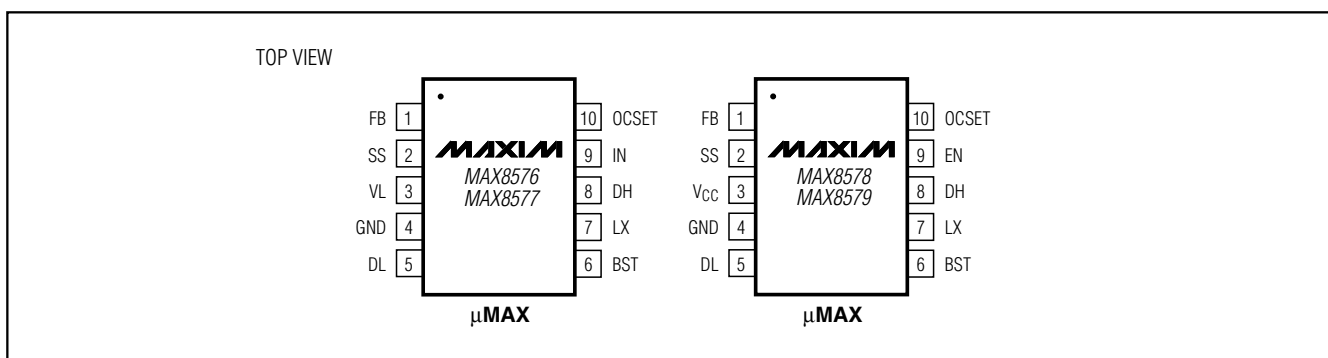 TOP VIEW
FB 1
SS 2
VL 3
GND 4
DL 5
MAXIM
MAX8576
MAX8577
10 OCSET
9 IN
8 DH
7 LX
6 BST
μMAX
FB 1
SS 2
VCC 3
GND 4
DL 5
MAXIM
MAX8578
MAX8579
10 OCSET
9 EN
8 DH
7 LX
6 BST
μMAX